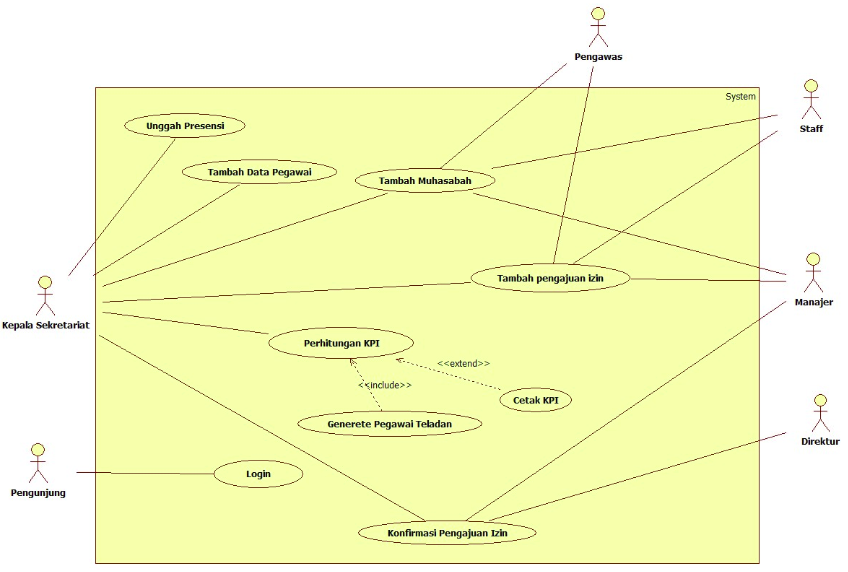 Pengawas
System
Staff
Unggah Presensi
Tambah Data Pegawai
Tambah Muhasabah
Tambah pengajuan izin
Manajer
Kepala Sekretariat
Perhitungan KPI
<<extend>>
<<include>>
Cetak KPI
Generete Pegawai Teladan
Direktur
Login
Pengunjung
Konfirmasi Pengajuan Izin